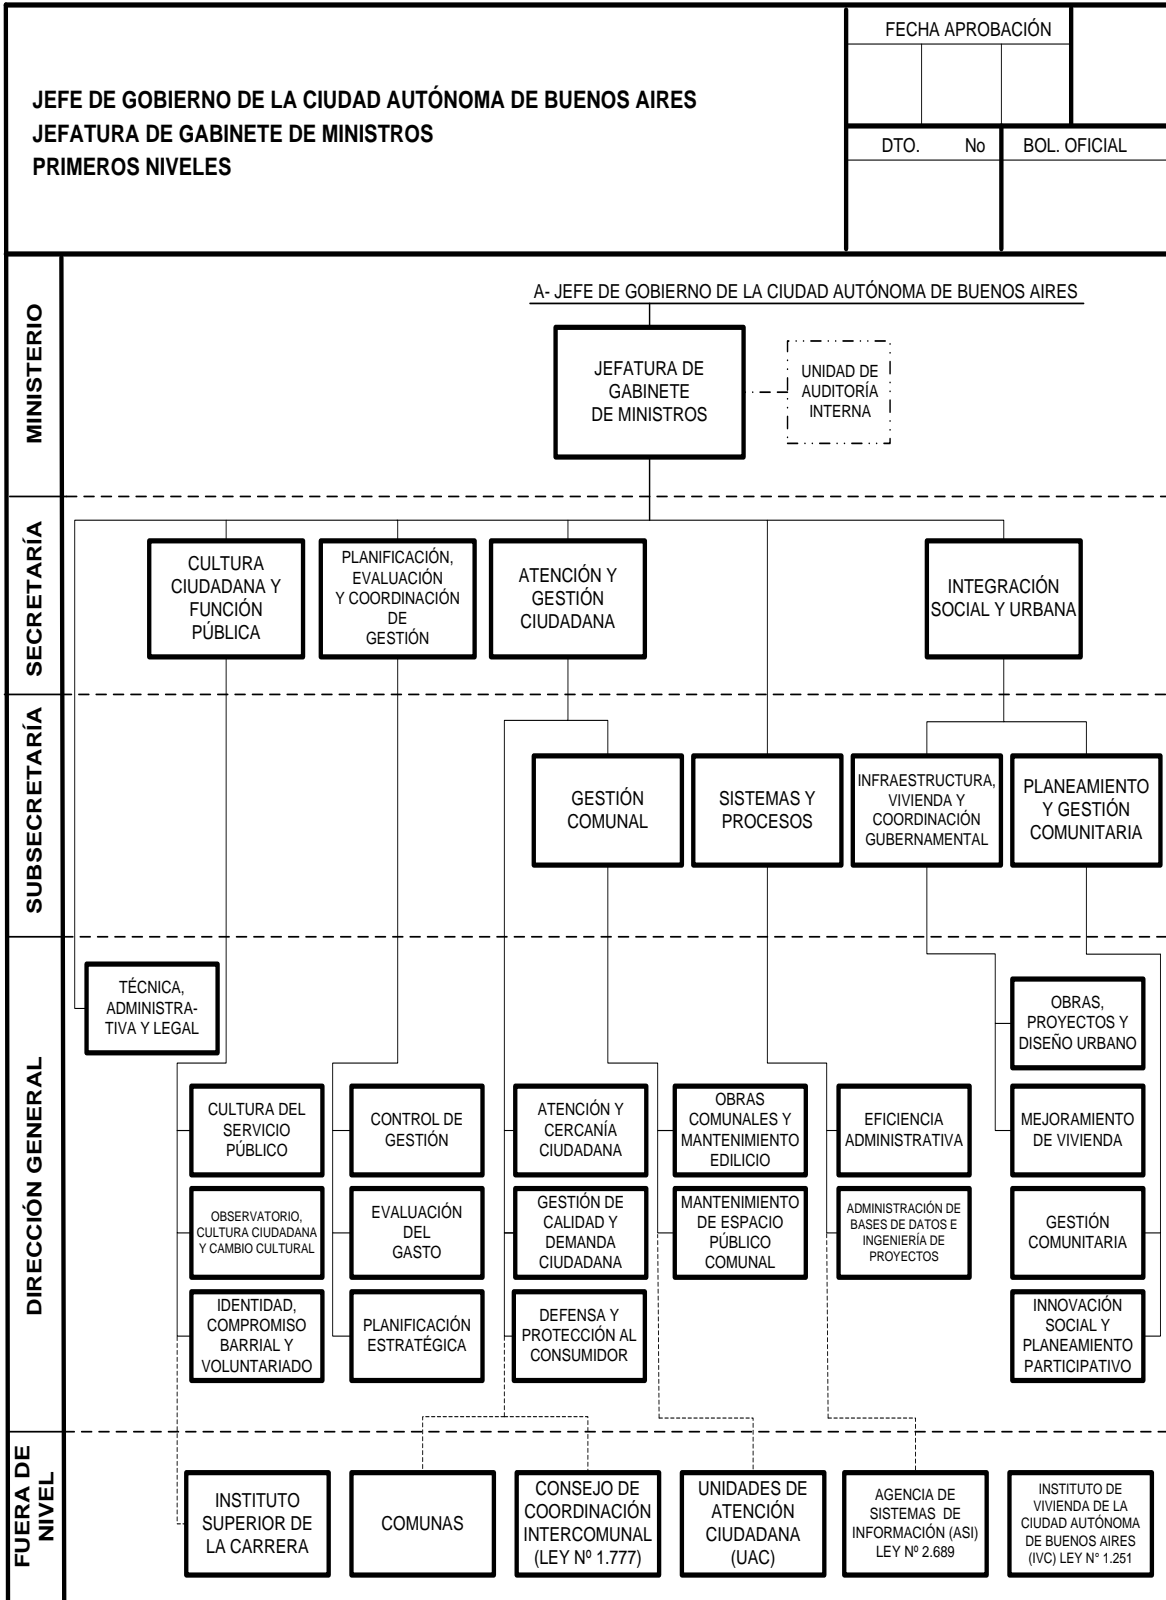 JEFE DE GOBIERNO DE LA CIUDAD AUTÓNOMA DE BUENOS AIRES
JEFATURA DE GABINETE DE MINISTROS
PRIMEROS NIVELES
FECHA APROBACIÓN
DTO. No
BOL. OFICIAL
MINISTERIO
A- JEFE DE GOBIERNO DE LA CIUDAD AUTÓNOMA DE BUENOS AIRES
JEFATURA DE
GABINETE
DE MINISTROS
UNIDAD DE
AUDITORÍA
INTERNA
SECRETARÍA
CULTURA
CIUDADANA Y
FUNCIÓN
PÚBLICA
PLANIFICACIÓN,
EVALUACIÓN
Y COORDINACIÓN
DE
GESTIÓN
ATENCIÓN Y
GESTIÓN
CIUDADANA
INTEGRACIÓN
SOCIAL Y URBANA
SUBSECRETARÍA
GESTIÓN
COMUNAL
SISTEMAS Y
PROCESOS
INFRAESTRUCTURA,
VIVIENDA Y
COORDINACIÓN
GUBERNAMENTAL
PLANEAMIENTO
Y GESTIÓN
COMUNITARIA
DIRECCIÓN GENERAL
TÉCNICA,
ADMINISTRA-
TIVA Y LEGAL
OBRAS,
PROYECTOS Y
DISEÑO URBANO
CULTURA DEL
SERVICIO
PÚBLICO
CONTROL DE
GESTIÓN
ATENCIÓN Y
CERCANÍA
CIUDADANA
OBRAS
COMUNALES Y
MANTENIMIENTO
EDILICIO
EFICIENCIA
ADMINISTRATIVA
MEJORAMIENTO
DE VIVIENDA
OBSERVATORIO,
CULTURA CIUDADANA
Y CAMBIO CULTURAL
EVALUACIÓN
DEL
GASTO
GESTIÓN DE
CALIDAD Y
DEMANDA
CIUDADANA
MANTENIMIENTO
DE ESPACIO
PÚBLICO
COMUNAL
ADMINISTRACIÓN DE
BASES DE DATOS E
INGENIERÍA DE
PROYECTOS
GESTIÓN
COMUNITARIA
IDENTIDAD,
COMPROMISO
BARRIAL Y
VOLUNTARIADO
PLANIFICACIÓN
ESTRATÉGICA
DEFENSA Y
PROTECCIÓN AL
CONSUMIDOR
INNOVACIÓN
SOCIAL Y
PLANEAMIENTO
PARTICIPATIVO
FUERA DE
NIVEL
INSTITUTO
SUPERIOR DE
LA CARRERA
COMUNAS
CONSEJO DE
COORDINACIÓN
INTERCOMUNAL
(LEY Nº 1.777)
UNIDADES DE
ATENCIÓN
CIUDADANA
(UAC)
AGENCIA DE
SISTEMAS DE
INFORMACIÓN (ASI)
LEY Nº 2.689
INSTITUTO DE
VIVIENDA DE LA
CIUDAD AUTÓNOMA
DE BUENOS AIRES
(IVC) LEY N° 1.251